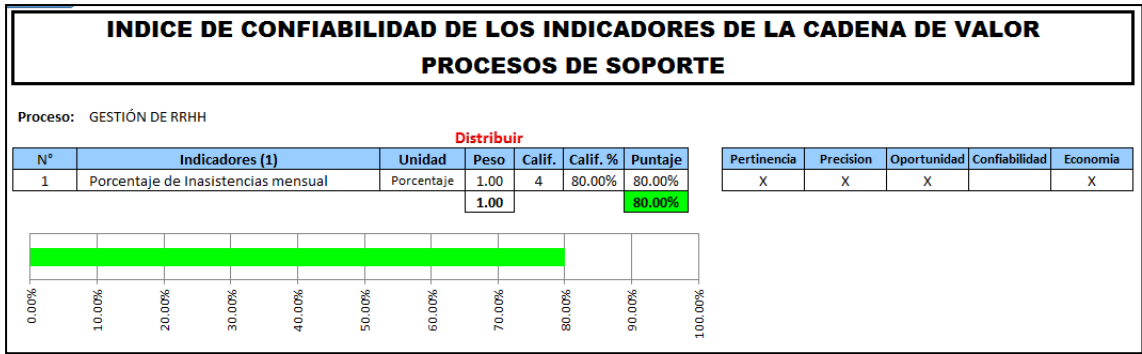 INDICE DE CONFIABILIDAD DE LOS INDICADORES DE LA CADENA DE VALOR
PROCESOS DE SOPORTE
Proceso: GESTIÓN DE RRHH
Distribuir
N° Indicadores (1) Unidad Peso Calif. Calif. % Puntaje Pertinencia Precision Oportunidad Confiabilidad Economia
1 Porcentaje de Inasistencias mensual Porcentaje 1.00 4 80.00% 80.00% X X X X
1.00 80.00%
0.00% 10.00% 20.00% 30.00% 40.00% 50.00% 60.00% 70.00% 80.00% 90.00% 100.00%